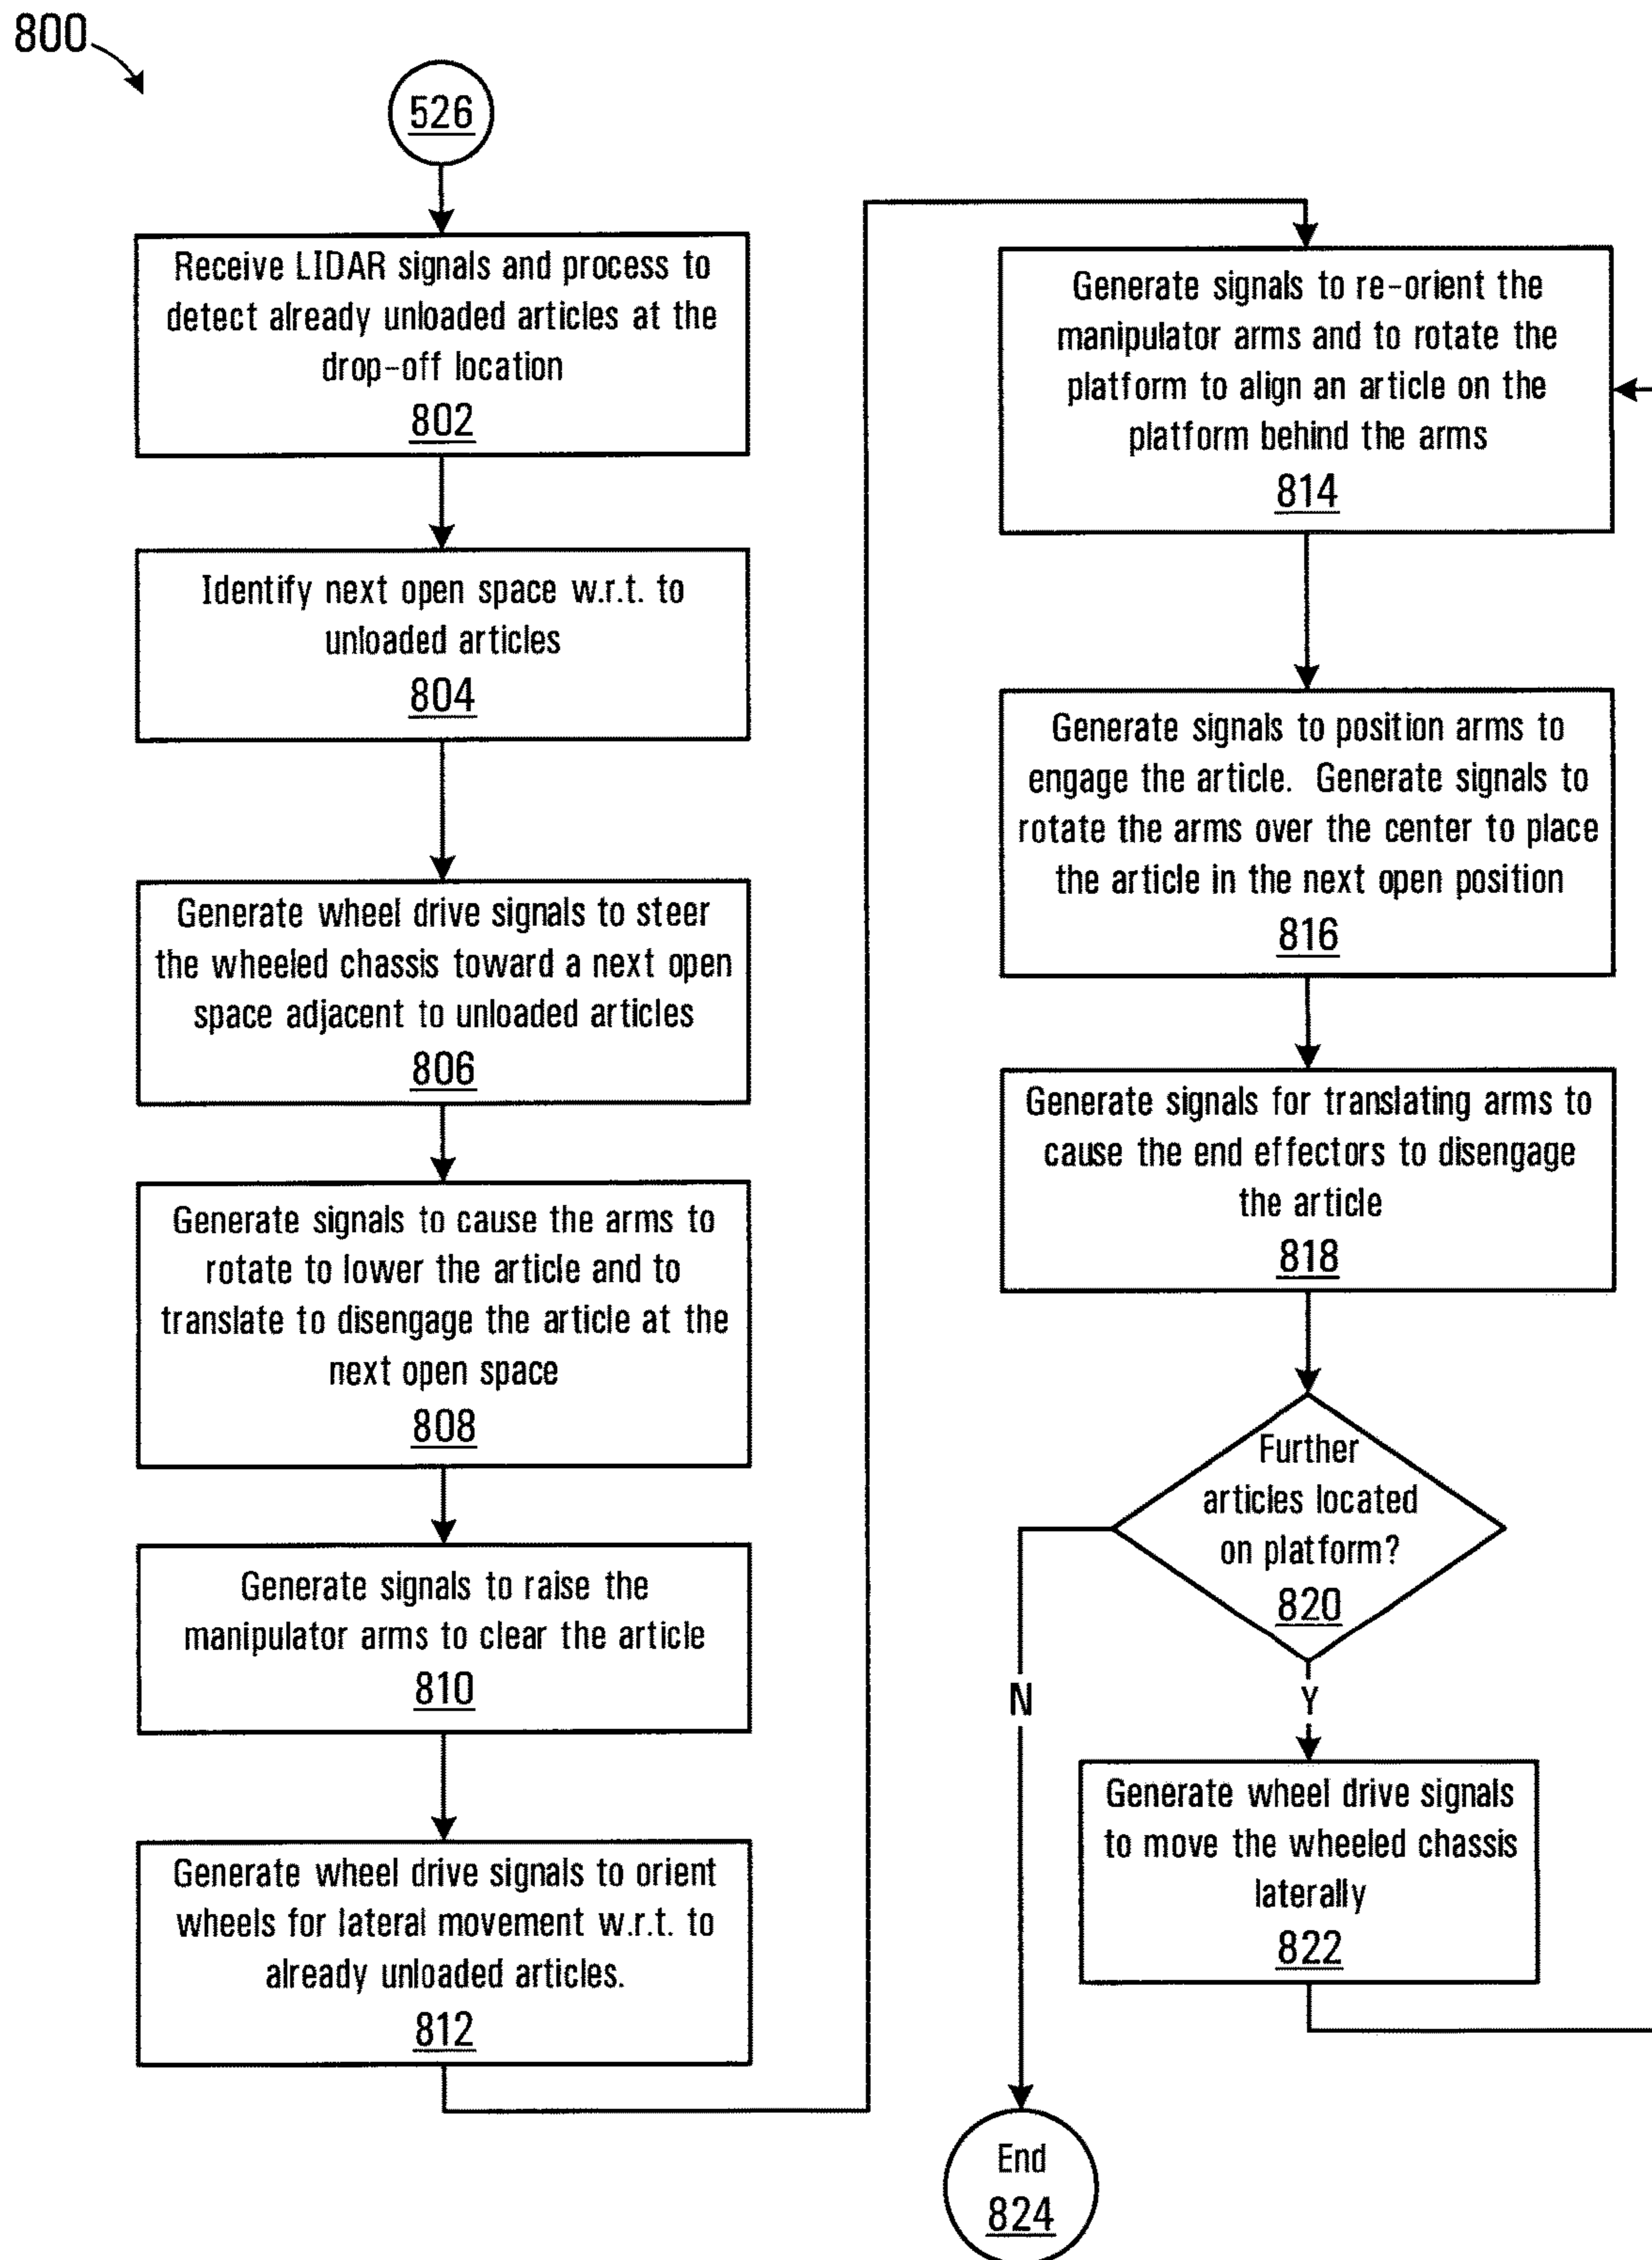 800
526
Receive LIDAR signals and process to
detect already unloaded articles at the
drop-off location
802
Identify next open space w.r.t. to
unloaded articles
804
Generate wheel drive signals to steer
the wheeled chassis toward a next open
space adjacent to unloaded articles
806
Generate signals to cause the arms to
rotate to lower the article and to
translate to disengage the article at the
next open space
808
Generate signals to raise the
manipulator arms to clear the article
810
Generate wheel drive signals to orient
wheels for lateral movement w.r.t. to
already unloaded articles.
812
Generate signals to re-orient the
manipulator arms and to rotate the
platform to align an article on the
platform behind the arms
814
Generate signals to position arms to
engage the article. Generate signals to
rotate the arms over the center to place
the article in the next open position
816
Generate signals for translating arms to
cause the end effectors to disengage
the article
818
Further
articles located
on platform?
820
N
Y
Generate wheel drive signals
to move the wheeled chassis
laterally
822
End
824